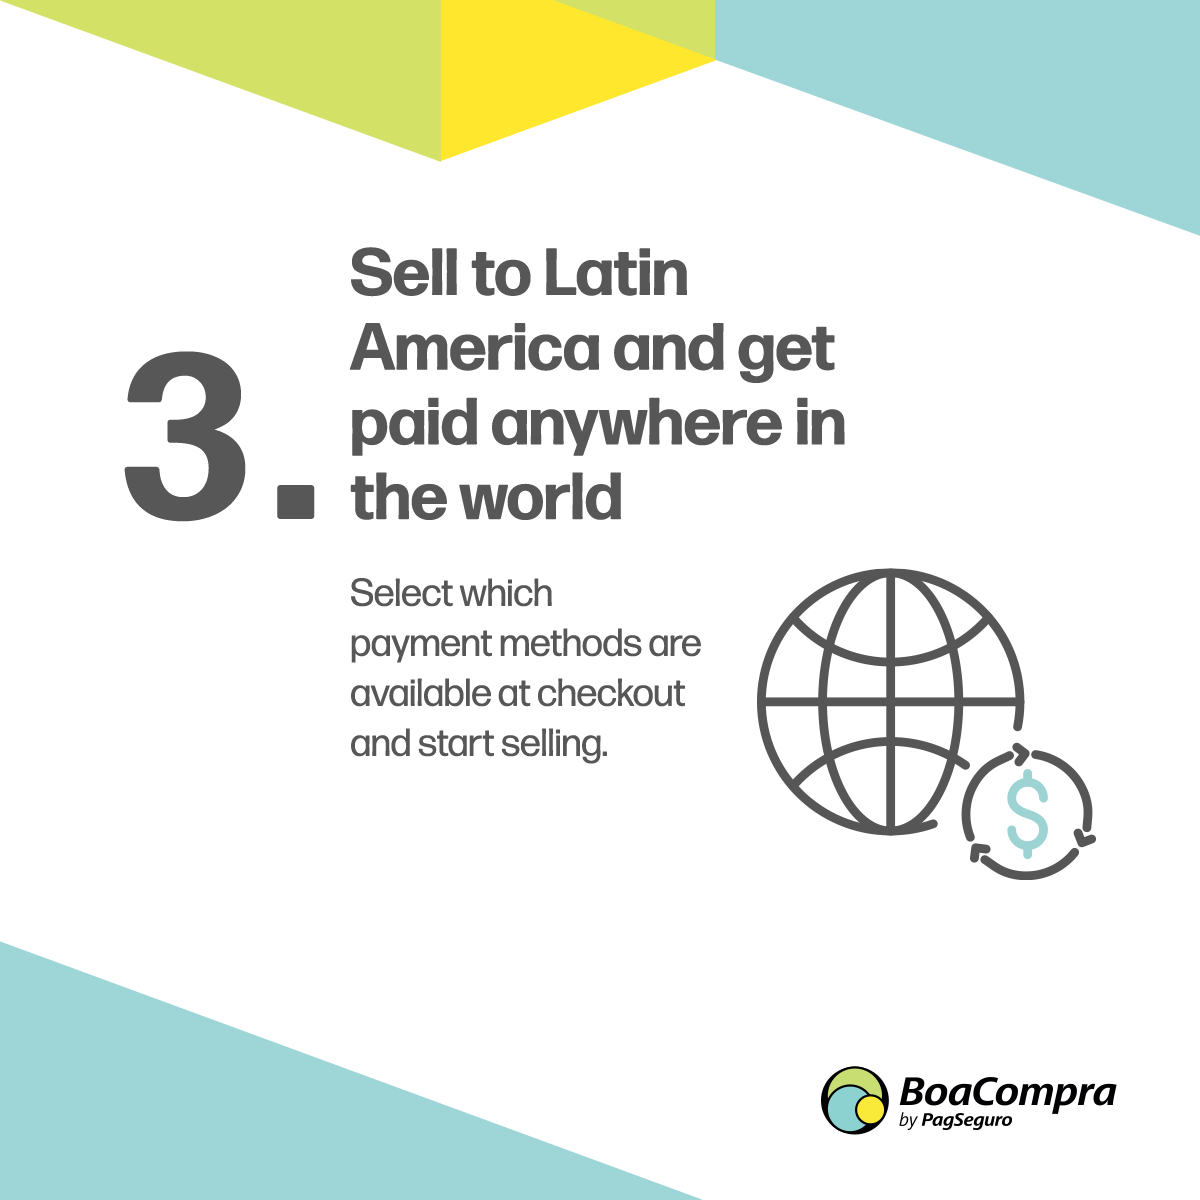 3.
Sell to Latin
America and get
paid anywhere in
the world
Select which
payment methods are
available at checkout
and start selling.
$
BoaCompra
by PagSeguro